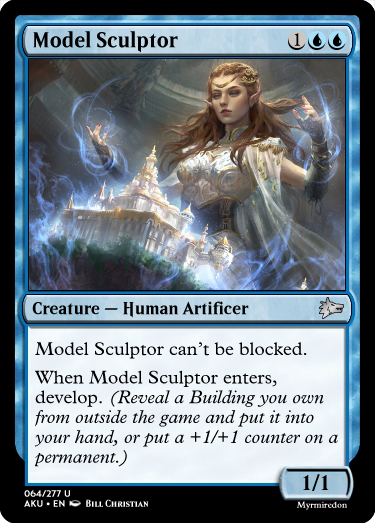 Model Sculptor 1
Creature — Human Artificer
Model Sculptor can't be blocked.
When Model Sculptor enters,
develop. (Reveal a Building you own
from outside the game and put it into
your hand, or put a +1/+1 counter on a
permanent.)
1/1
064/277 U
AKU • EN Bill Christian
Myrmiredon